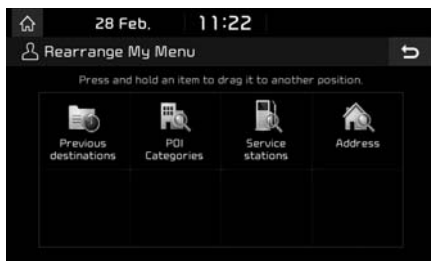 28 Feb. 11:22
Rearrange My Menu
Press and hold an item to drag it to another position.
Previous destinations
POI Categories
Service stations
Address